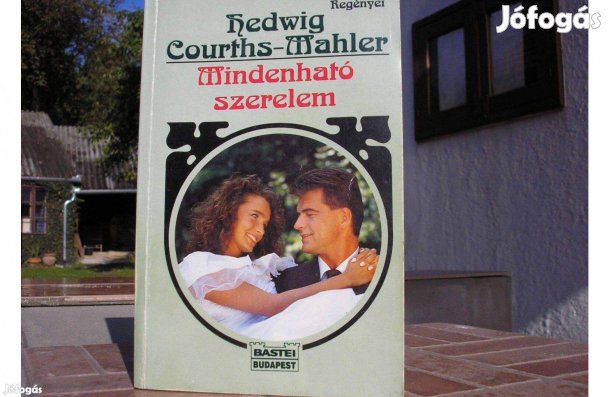 Regényei
Hedwig
Courths-Mahler
Mindenható
szerelem
BASTEI
BUDAPEST
Jófogás
Jófogás